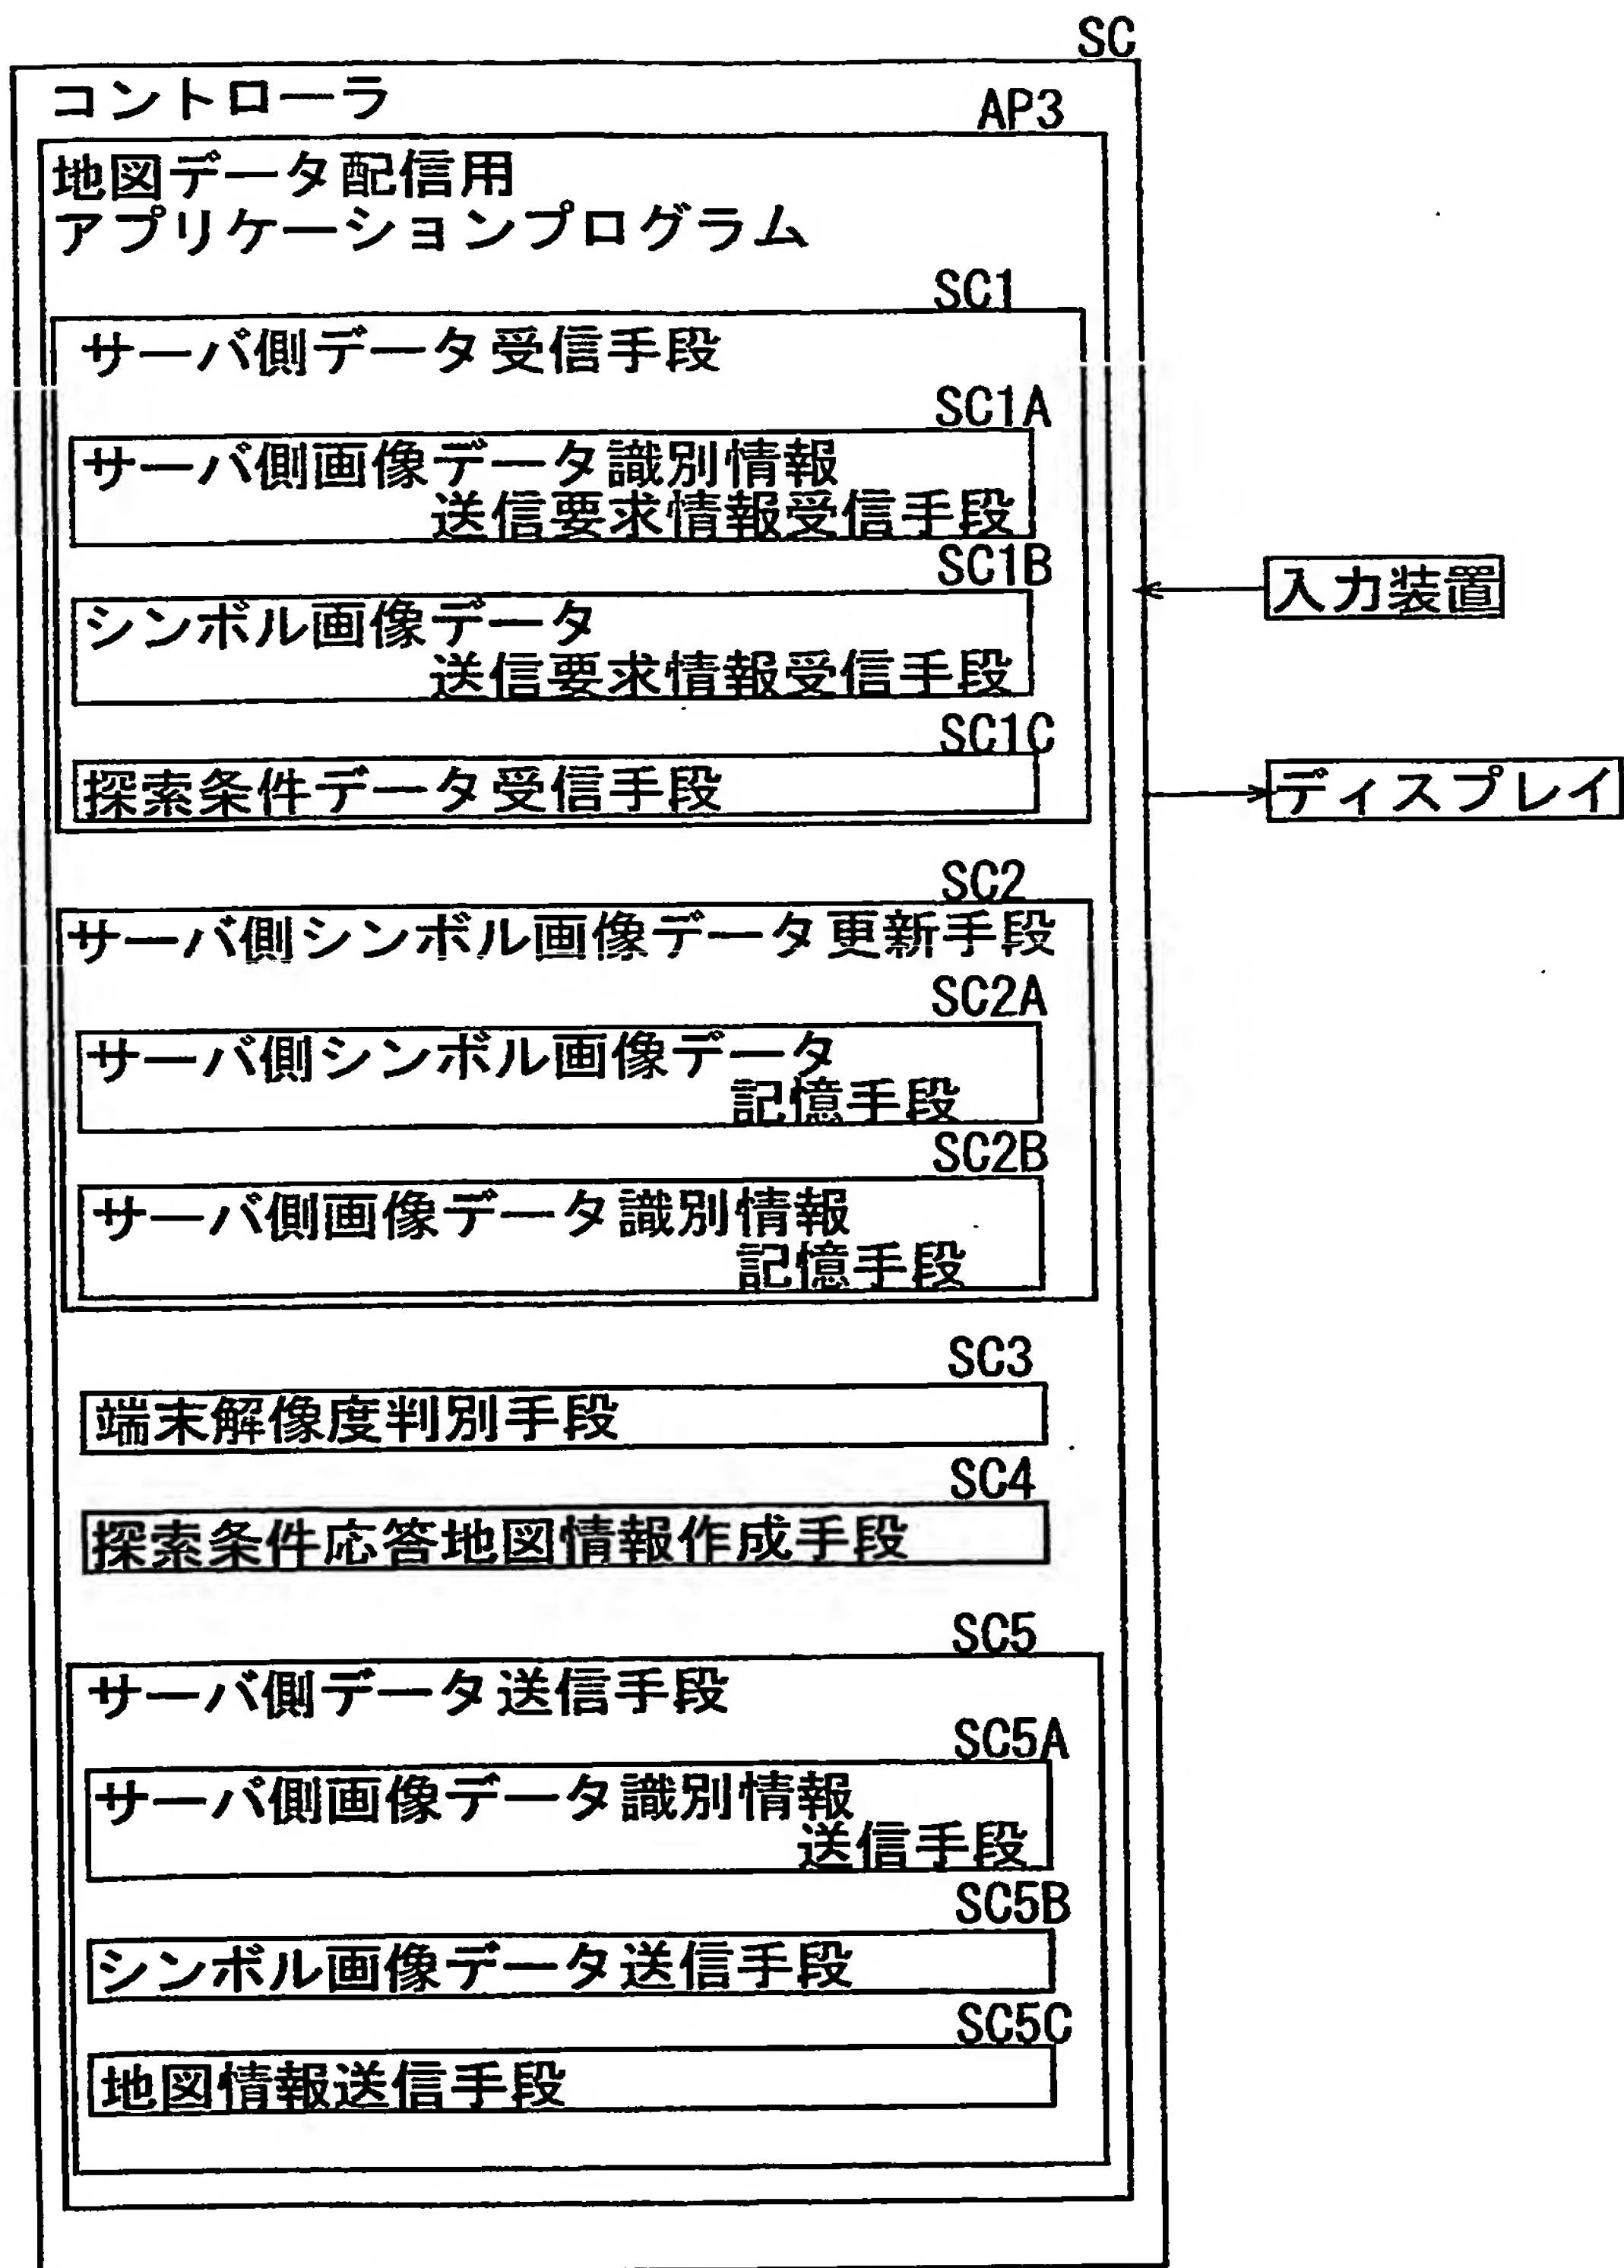 SC
コントローラ
AP3
地図データ配信用
アプリケーションプログラム
SC1
サーバ側データ受信手段
SC1A
サーバ側画像データ識別情報
送信要求情報受信手段
SC1B
シンボル画像データ
送信要求情報受信手段
SC1C
探索条件データ受信手段
入力装置
ディスプレイ
SC2
サーバ側シンボル画像データ更新手段
SC2A
サーバ側シンボル画像データ
記憶手段
SC2B
サーバ側画像データ識別情報
記憶手段
SC3
端末解像度判別手段
SC4
探索条件応答地図情報作成手段
SC5
サーバ側データ送信手段
SC5A
サーバ側画像データ識別情報
送信手段
SC5B
シンボル画像データ送信手段
SC5C
地図情報送信手段